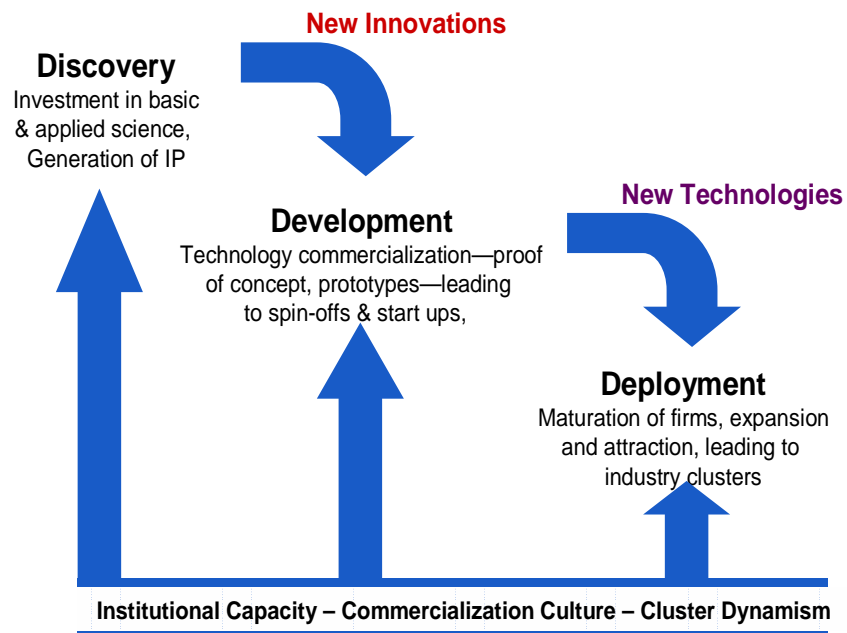 New Innovations
Discovery
Investment in basic
& applied science,
Generation of IP
New Technologies
Development
Technology commercialization—proof
of concept, prototypes—leading
to spin-offs & start ups,
Deployment
Maturation of firms, expansion
and attraction, leading to
industry clusters
Institutional Capacity – Commercialization Culture – Cluster Dynamism